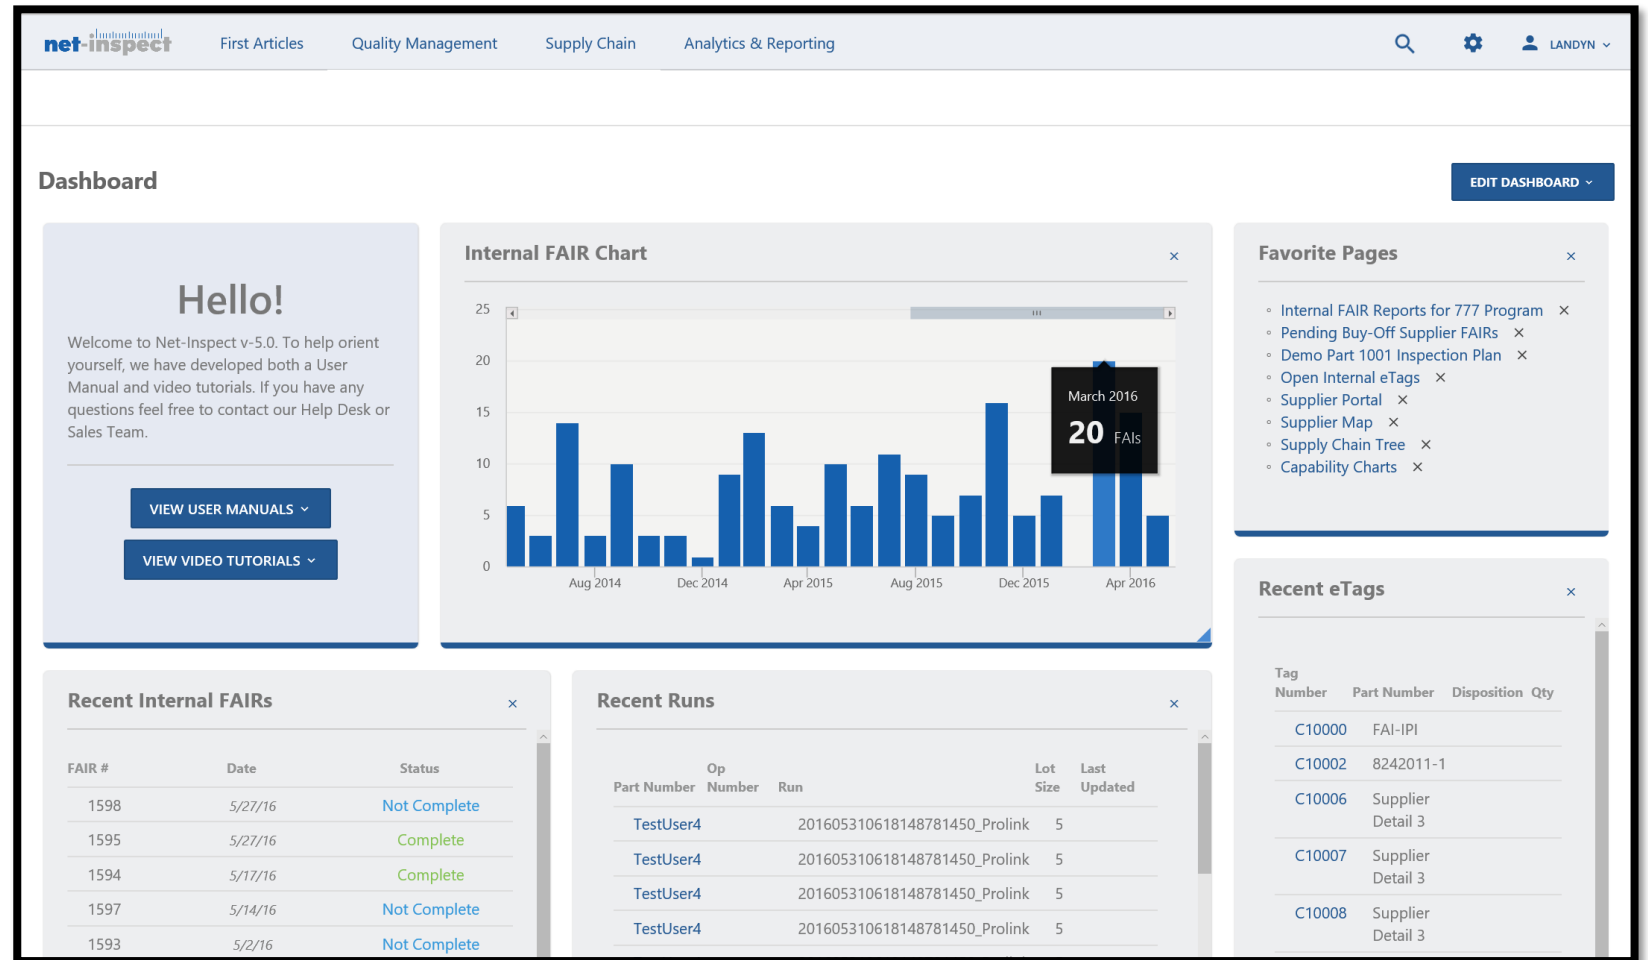 net-inspect First Articles Quality Management Supply Chain Analytics & Reporting LANDYN
Dashboard
EDIT DASHBOARD
Hello!
Welcome to Net-Inspect v-5.0. To help orient
yourself, we have developed both a User
Manual and video tutorials. If you have any
questions feel free to contact our Help Desk or
Sales Team.
VIEW USER MANUALS
VIEW VIDEO TUTORIALS
Internal FAIR Chart
25
20
15
10
5
0
March 2016
20 FAIs
Aug 2014 Dec 2014 Apr 2015 Aug 2015 Dec 2015 Apr 2016
Favorite Pages
Internal FAIR Reports for 777 Program
Pending Buy-Off Supplier FAIRs
Demo Part 1001 Inspection Plan
Open Internal eTags
Supplier Portal
Supplier Map
Supply Chain Tree
Capability Charts
Recent Internal FAIRs
FAIR # Date Status
1598 5/27/16 Not Complete
1595 5/27/16 Complete
1594 5/17/16 Complete
1597 5/14/16 Not Complete
1593 5/2/16 Not Complete
Recent Runs
Part Number Op Number Run Lot Size Last Updated
TestUser4 201605310618148781450_Prolink 5
TestUser4 201605310618148781450_Prolink 5
TestUser4 201605310618148781450_Prolink 5
TestUser4 201605310618148781450_Prolink 5
Recent eTags
Tag
Number Part Number Disposition Qty
C10000 FAI-IPI
C10002 8242011-1
C10006 Supplier
Detail 3
C10007 Supplier
Detail 3
C10008 Supplier
Detail 3